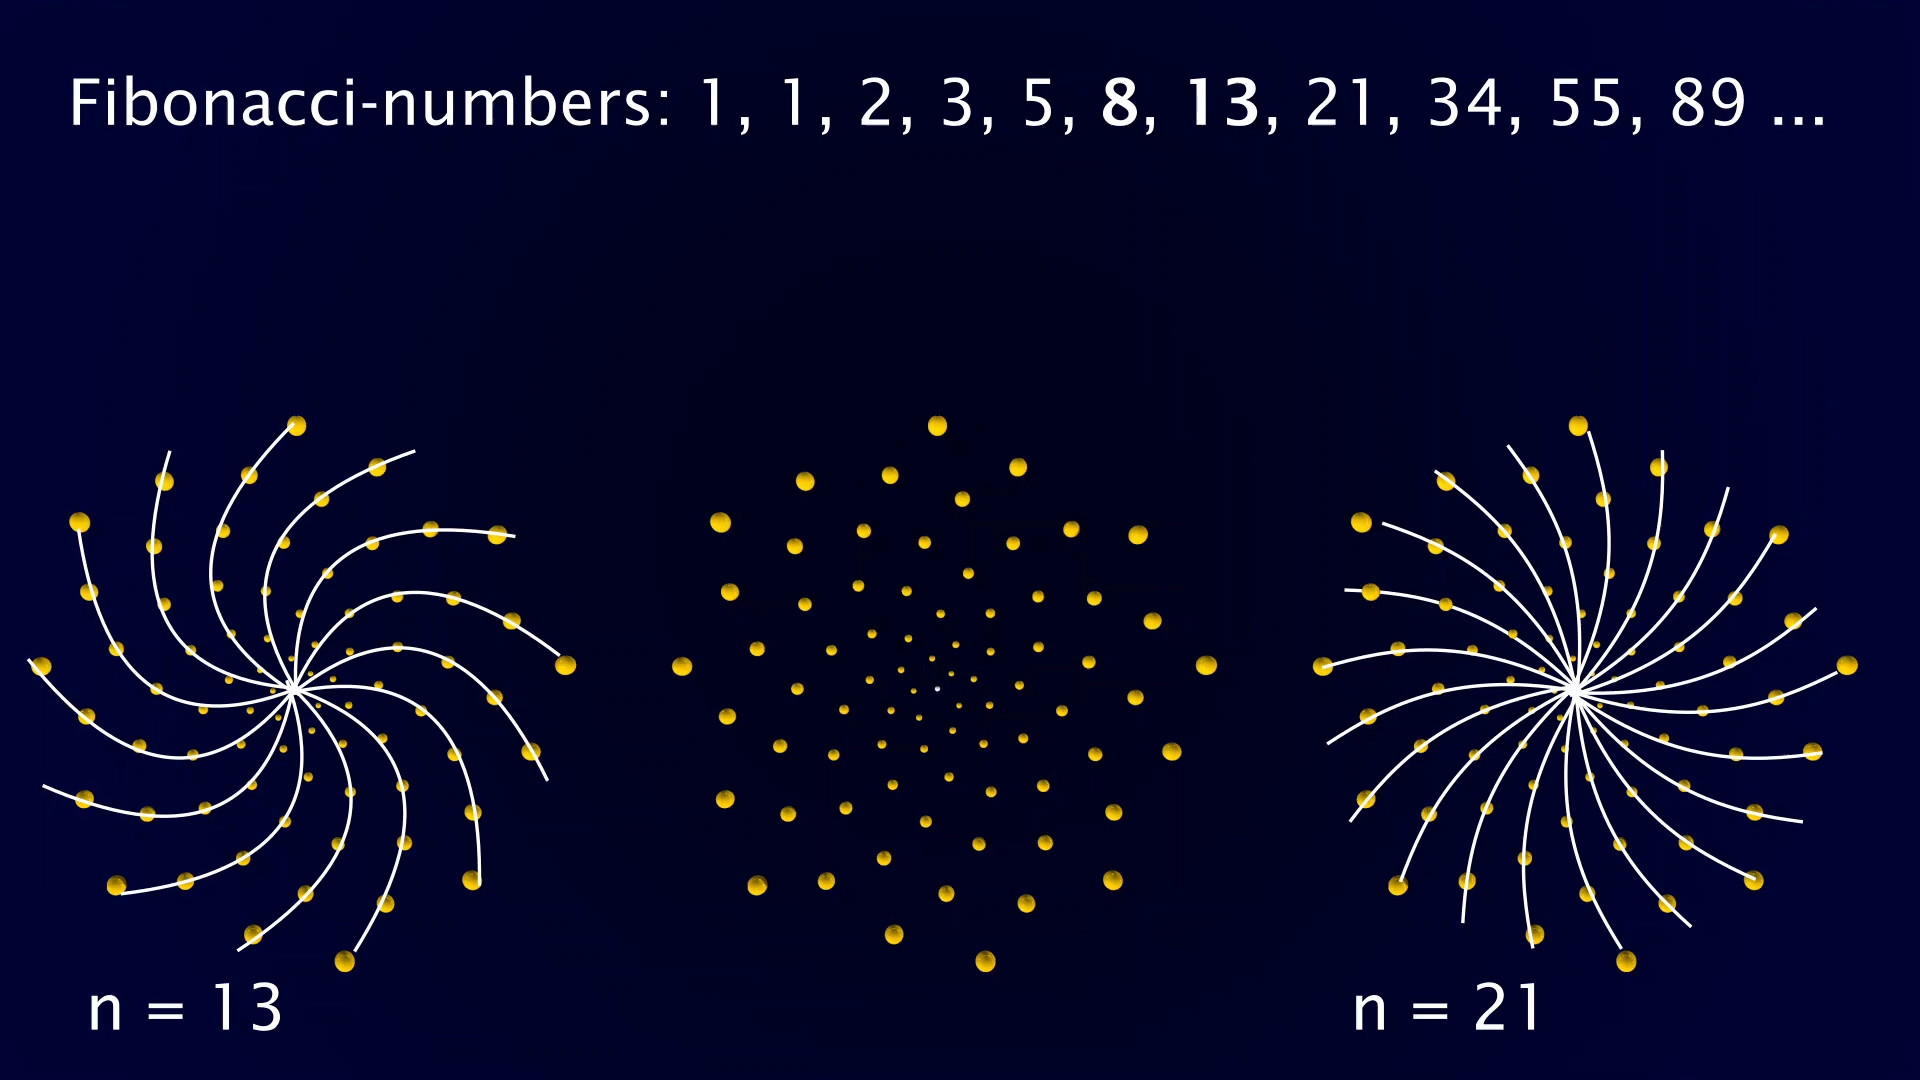 Fibonacci-numbers: 1, 1, 2, 3, 5, 8, 13, 21, 34, 55, 89 ...
n = 13
n = 21